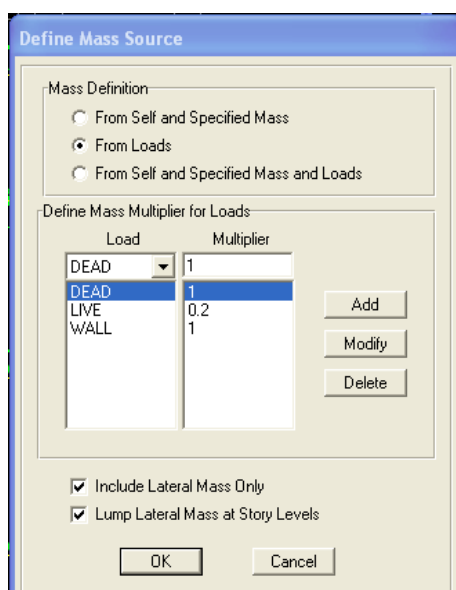 Define Mass Source
Mass Definition
From Self and Specified Mass
From Loads
From Self and Specified Mass and Loads
Define Mass Multiplier for Loads
Load Multiplier
DEAD 1
DEAD 1
LIVE 0.2
WALL 1
Add
Modify
Delete
Include Lateral Mass Only
Lump Lateral Mass at Story Levels
OK Cancel